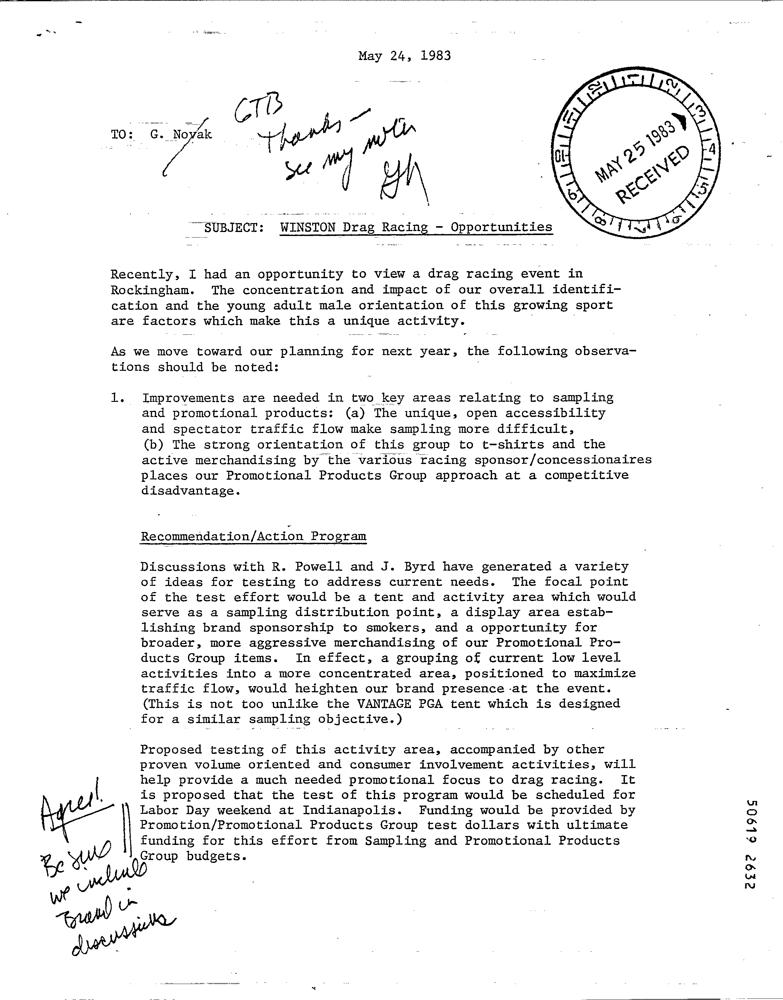 May 24, 1983
GTB
Thanks -
see my notes
TO: G. Novak
MAY 25 1983
RECEIVED
SUBJECT: WINSTON Drag Racing - Opportunities
Recently, I had an opportunity to view a drag racing event in
Rockingham. The concentration and impact of our overall identifi-
cation and the young adult male orientation of this growing sport
are factors which make this a unique activity.
As we move toward our planning for next year, the following observa-
tions should be noted:
1. Improvements are needed in two key areas relating to sampling
and promotional products: (a) The unique, open accessibility
and spectator traffic flow make sampling more difficult,
(b) The strong orientation of this group to t-shirts and the
active merchandising by the various racing sponsor/concessionaires
places our Promotional Products Group approach at a competitive
disadvantage.
Recommendation/Action Program
Discussions with R. Powell and J. Byrd have generated a variety
of ideas for testing to address current needs. The focal point
of the test effort would be a tent and activity area which would
serve as a sampling distribution point, a display area estab-
lishing brand sponsorship to smokers, and a opportunity for
broader, more aggressive merchandising of our Promotional Pro-
ducts Group items. In effect, a grouping of current low level
activities into a more concentrated area, positioned to maximize
traffic flow, would heighten our brand presence at the event.
(This is not too unlike the VANTAGE PGA tent which is designed
for a similar sampling objective.)
Proposed testing of this activity area, accompanied by other
proven volume oriented and consumer involvement activities, will
help provide a much needed promotional focus to drag racing. It
is proposed that the test of this program would be scheduled for
Labor Day weekend at Indianapolis. Funding would be provided by
Promotion/Promotional Products Group test dollars with ultimate
funding for this effort from Sampling and Promotional Products
Group budgets.
Agree!
Be sure
we include
Brand in
discussions
50619 2632